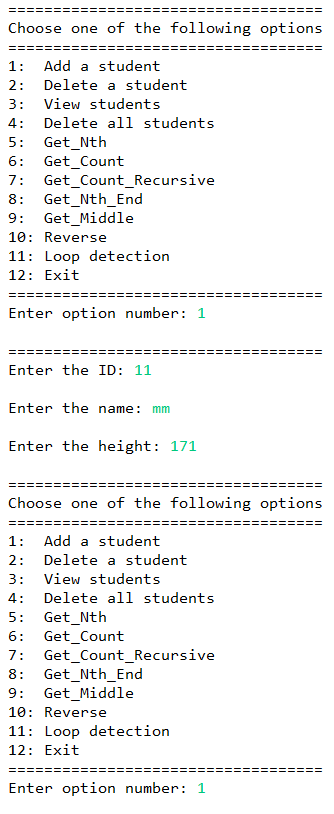 ===================================
Choose one of the following options
===================================
1:  Add a student
2:  Delete a student
3:  View students
4:  Delete all students
5:  Get_Nth
6:  Get_Count
7:  Get_Count_Recursive
8:  Get_Nth_End
9:  Get_Middle
10: Reverse
11: Loop detection
12: Exit
===================================
Enter option number: 1
===================================
Enter the ID: 11
Enter the name: mm
Enter the height: 171
===================================
Choose one of the following options
===================================
1:  Add a student
2:  Delete a student
3:  View students
4:  Delete all students
5:  Get_Nth
6:  Get_Count
7:  Get_Count_Recursive
8:  Get_Nth_End
9:  Get_Middle
10: Reverse
11: Loop detection
12: Exit
===================================
Enter option number: 1